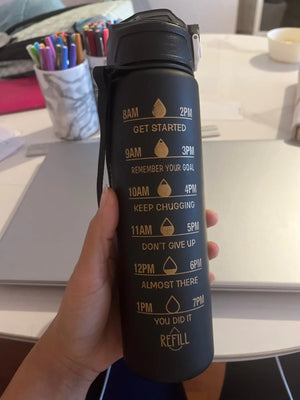 8AM 2PM
GET STARTED
9AM 3PM
REMEMBER YOUR GOAL
10AM 4PM
KEEP CHUGGING
11AM 5PM
DON'T GIVE UP
12PM 6PM
ALMOST THERE
1PM 7PM
YOU DID IT
REFILL